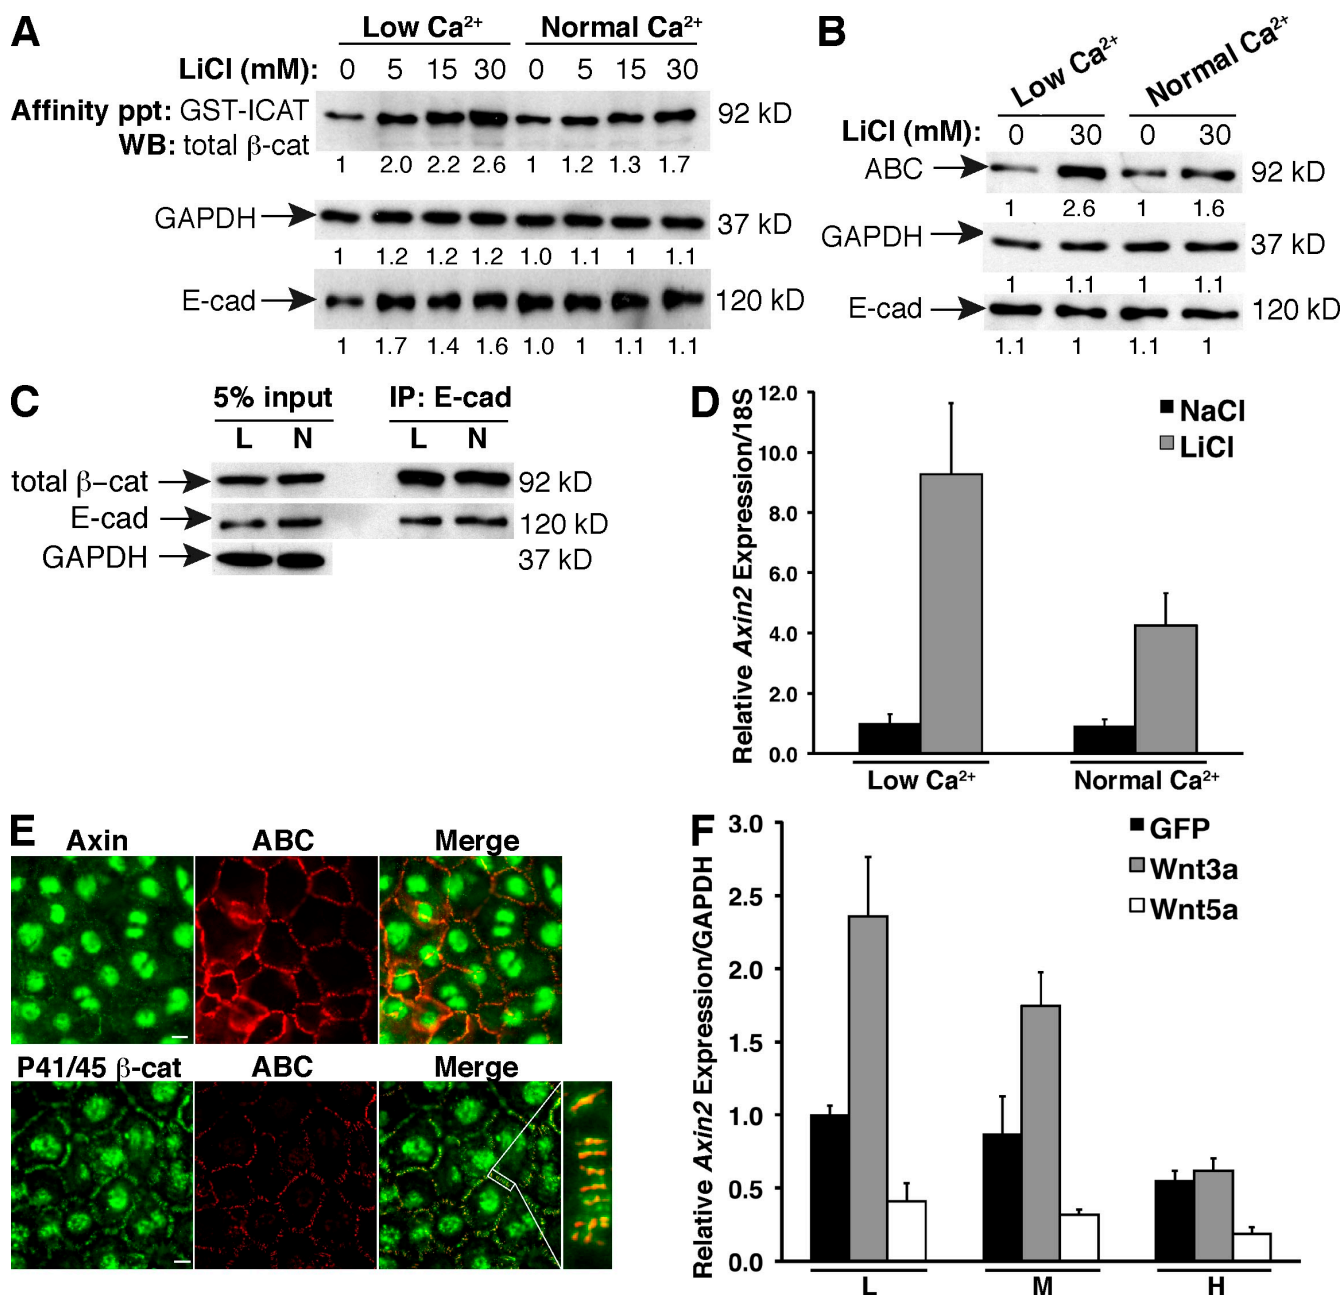 A
Low Ca²⁺ Normal Ca²⁺
LiCl (mM): 0 5 15 30 0 5 15 30
Affinity ppt: GST-ICAT 92 kD
WB: total β-cat
1 2.0 2.2 2.6 1 1.2 1.3 1.7
GAPDH 37 kD
1 1.2 1.2 1.2 1.0 1.1 1 1.1
E-cad 120 kD
1 1.7 1.4 1.6 1.0 1 1.1 1.1
B
Low Ca²⁺ Normal Ca²⁺
LiCl (mM): 0 30 0 30
ABC 92 kD
1 2.6 1 1.6
GAPDH 37 kD
1 1.1 1 1.1
E-cad 120 kD
1.1 1 1.1 1
C
5% input IP: E-cad
L N L N
total β–cat 92 kD
E-cad 120 kD
GAPDH 37 kD
D
Relative Axin2 Expression/18S
12.0
10.0
8.0
6.0
4.0
2.0
0.0
NaCl
LiCl
Low Ca²⁺ Normal Ca²⁺
E
Axin ABC Merge
P41/45 β-cat ABC Merge
F
Relative Axin2 Expression/GAPDH
3.0
2.5
2.0
1.5
1.0
0.5
0.0
GFP
Wnt3a
Wnt5a
L M H